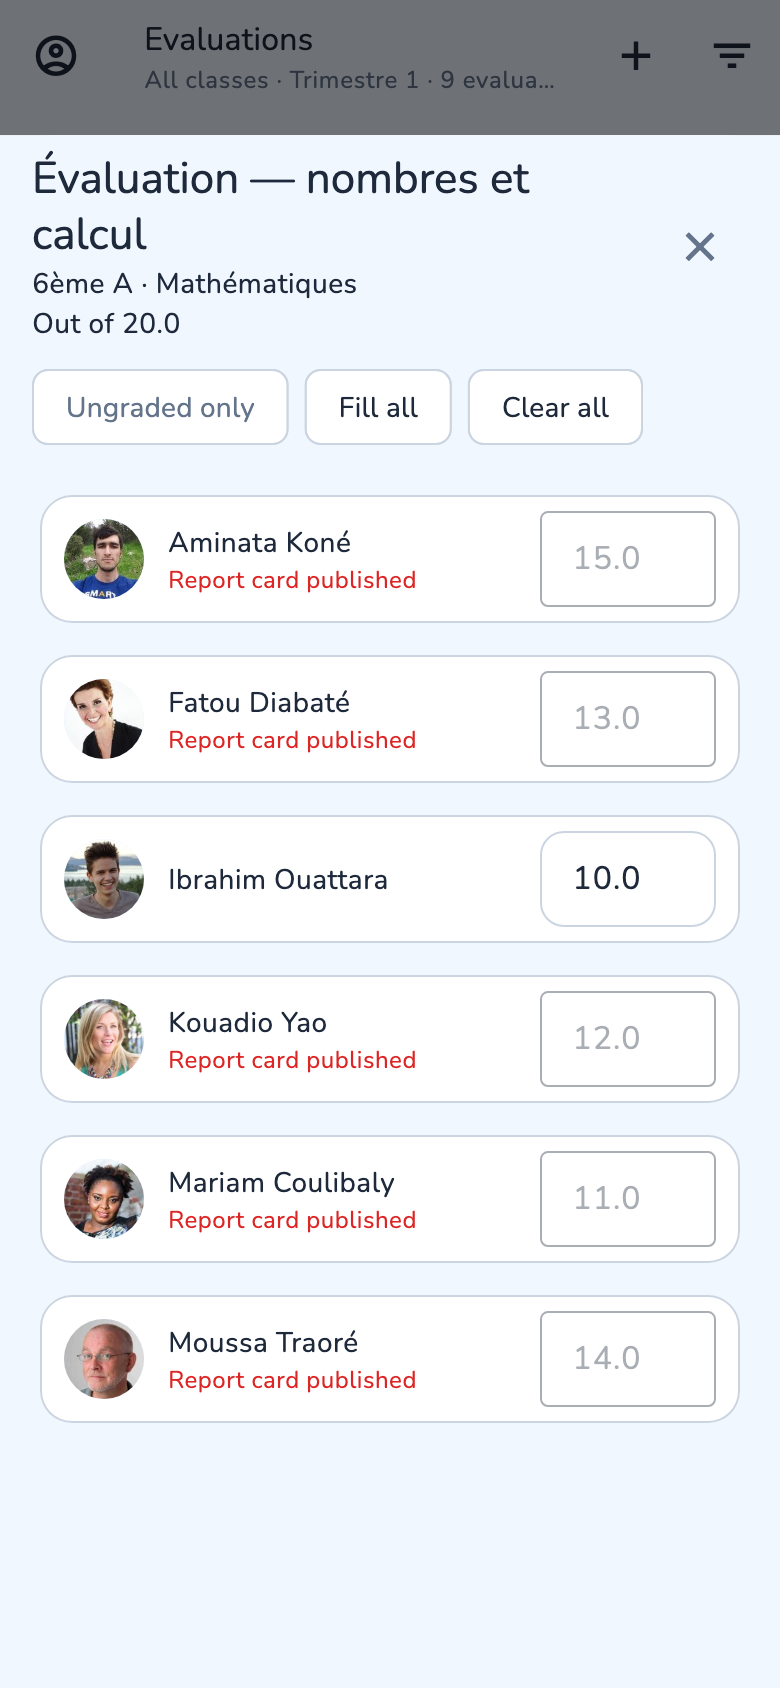 Evaluations
All classes · Trimestre 1 · 9 evalua...
Évaluation — nombres et
calcul
6ème A · Mathématiques
Out of 20.0
Ungraded only
Fill all
Clear all
Aminata Koné
Report card published
15.0
Fatou Diabaté
Report card published
13.0
Ibrahim Ouattara
10.0
Kouadio Yao
Report card published
12.0
Mariam Coulibaly
Report card published
11.0
Moussa Traoré
Report card published
14.0